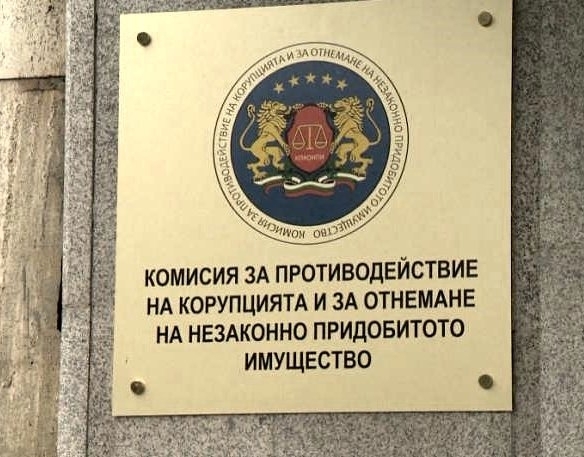 КОМИСИЯ ЗА ПРОТИВОДЕЙСТВИЕ НА КОРУПЦИЯТА И ЗА ОТНЕМАНЕ НА НЕЗАКОННО ПРИДОБИТОТО ИМУЩЕСТВО
КПКОНПИ
КОМИСИЯ ЗА ПРОТИВОДЕЙСТВИЕ
НА КОРУПЦИЯТА И ЗА ОТНЕМАНЕ
НА НЕЗАКОННО ПРИДОБИТОТО
ИМУЩЕСТВО